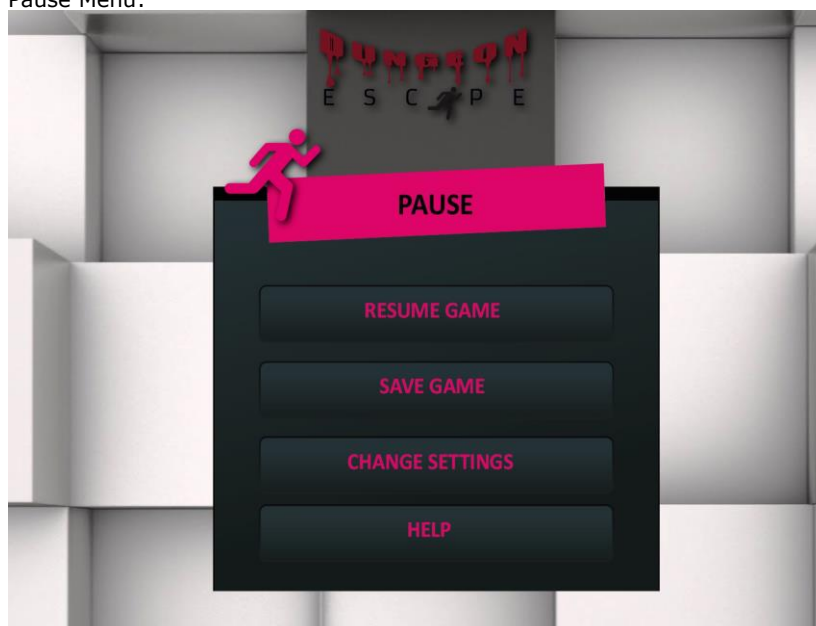 Pause Menu:
DUNGEON
ESCAPE
PAUSE
RESUME GAME
SAVE GAME
CHANGE SETTINGS
HELP